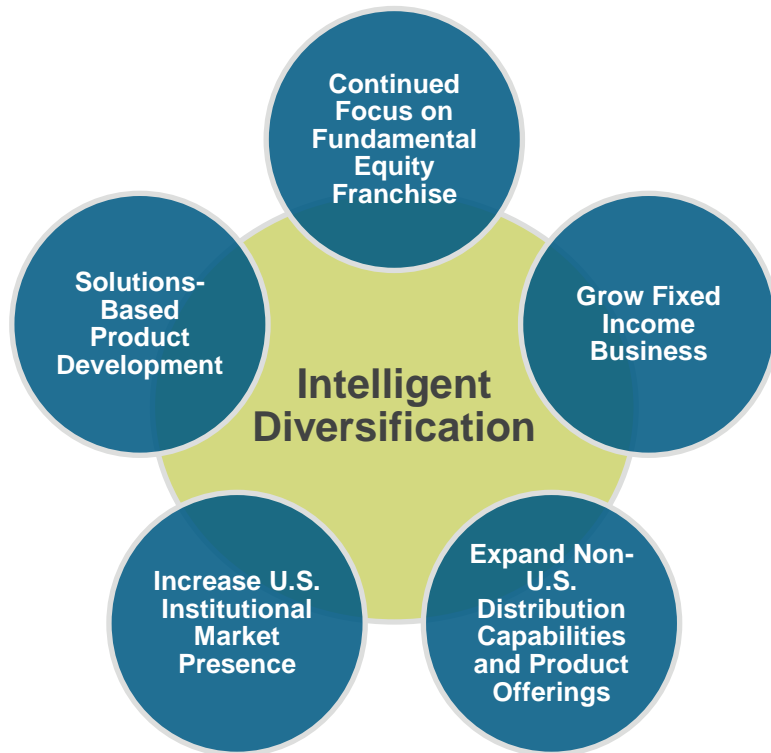 Continued
Focus on
Fundamental
Equity
Franchise
Solutions-
Based
Product
Development
Grow Fixed
Income
Business
Intelligent
Diversification
Increase U.S.
Institutional
Market
Presence
Expand Non-
U.S.
Distribution
Capabilities
and Product
Offerings